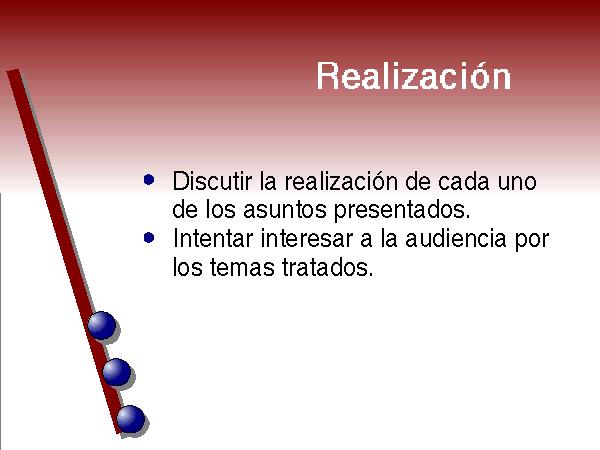 Realización
• Discutir la realización de cada uno
de los asuntos presentados.
• Intentar interesar a la audiencia por
los temas tratados.